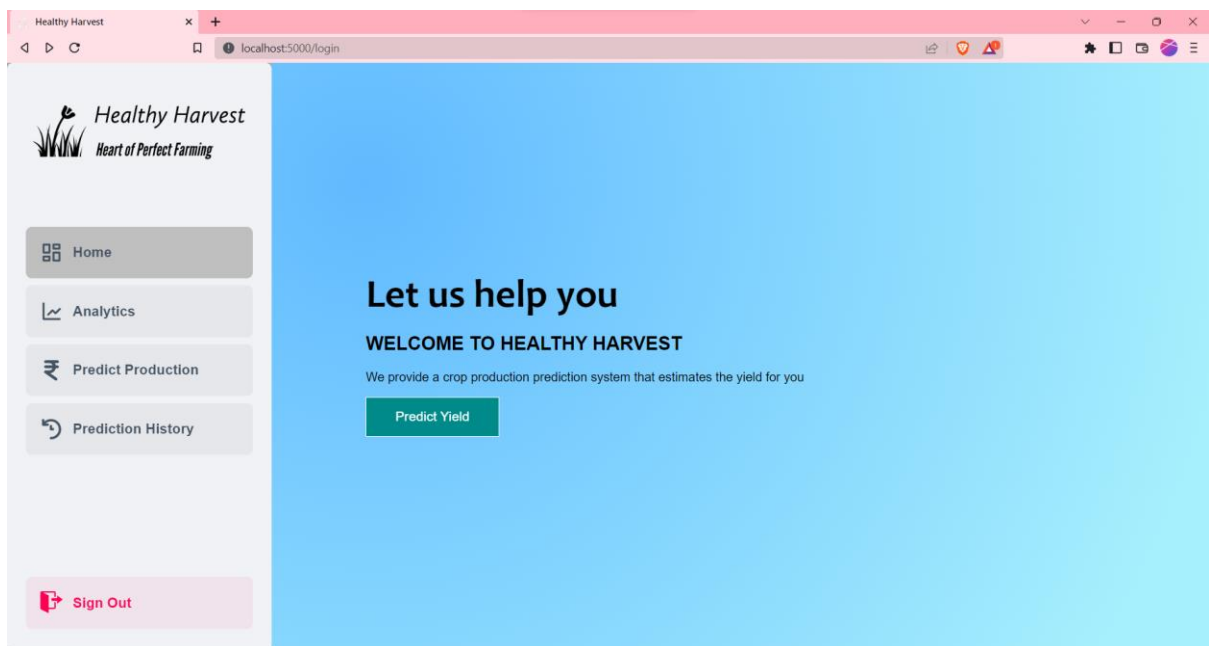 Healthy Harvest
localhost:5000/login
Healthy Harvest
Heart of Perfect Farming
Home
Analytics
Predict Production
Prediction History
Sign Out
Let us help you
WELCOME TO HEALTHY HARVEST
We provide a crop production prediction system that estimates the yield for you
Predict Yield